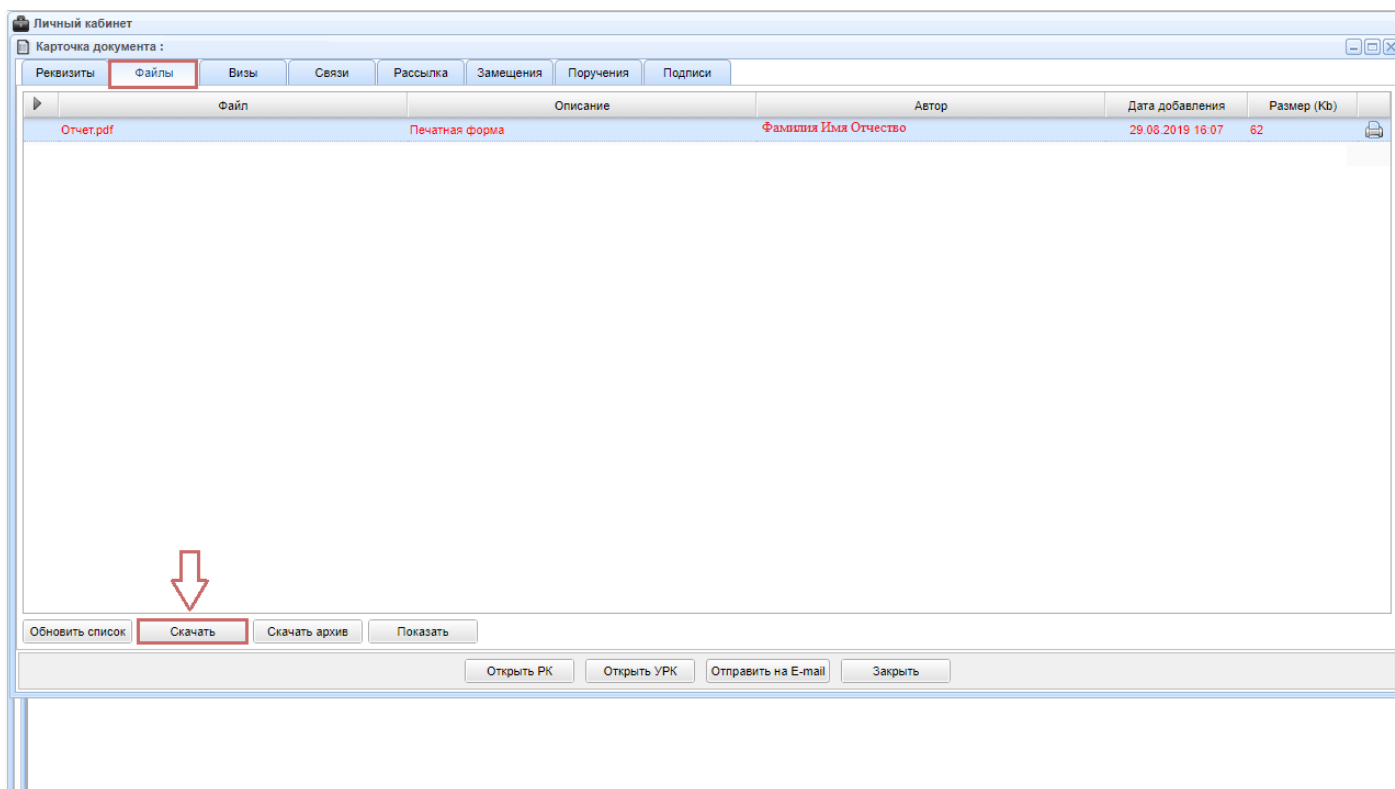 Личный кабинет
Карточка документа :
Реквизиты Файлы Визы Связи Рассылка Замещения Поручения Подписи
Файл Описание Автор Дата добавления Размер (Kb)
Отчет.pdf Печатная форма Фамилия Имя Отчество 29.08.2019 16:07 62
Обновить список Скачать Скачать архив Показать
Открыть РК Открыть УРК Отправить на E-mail Закрыть